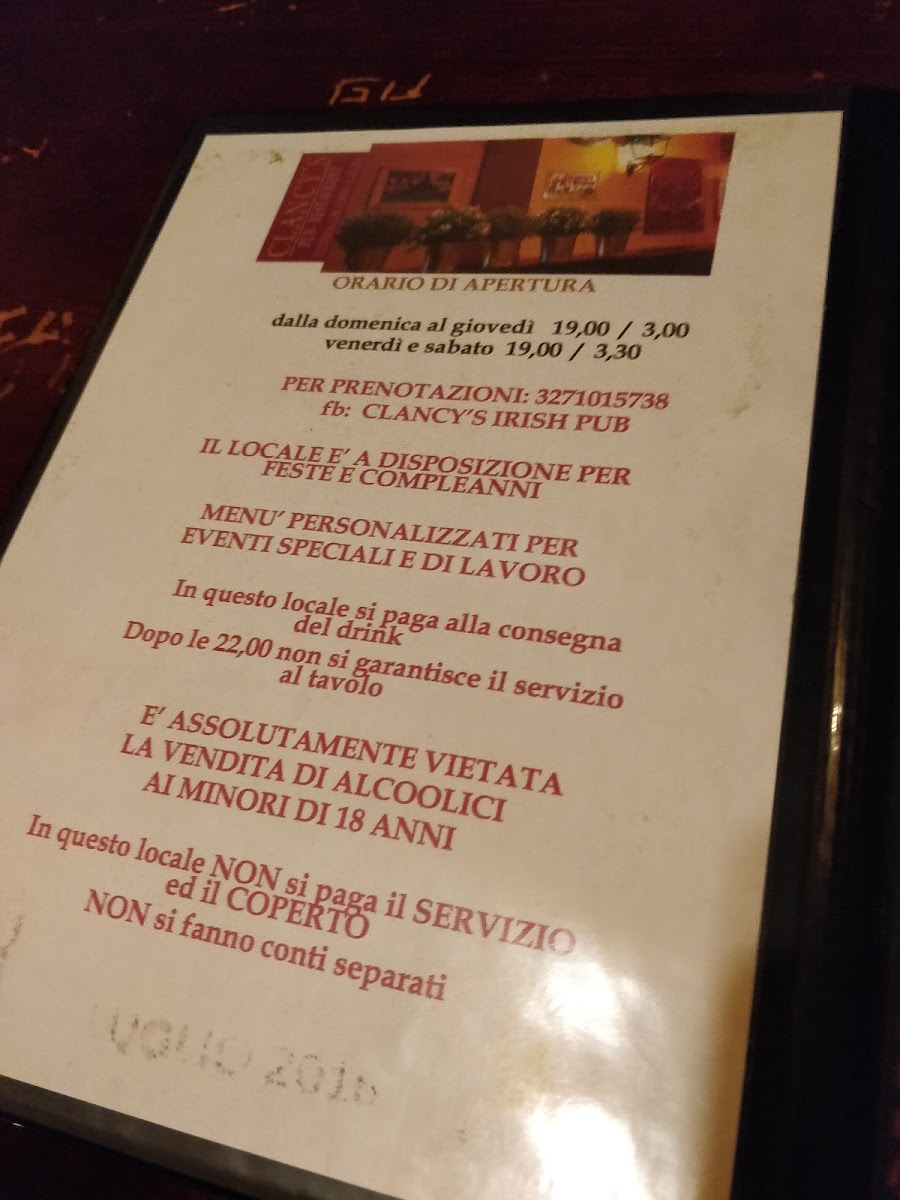 CLANCY'S
ORARIO DI APERTURA
dalla domenica al giovedì 19,00 / 3,00
venerdì e sabato 19,00 / 3,30
PER PRENOTAZIONI: 3271015738
fb: CLANCY'S IRISH PUB
IL LOCALE E' A DISPOSIZIONE PER
FESTE E COMPLEANNI
MENU' PERSONALIZZATI PER
EVENTI SPECIALI E DI LAVORO
In questo locale si paga alla consegna
del drink
Dopo le 22,00 non si garantisce il servizio
al tavolo
E' ASSOLUTAMENTE VIETATA
LA VENDITA DI ALCOOLICI
AI MINORI DI 18 ANNI
In questo locale NON si paga il SERVIZIO
ed il COPERTO
NON si fanno conti separati